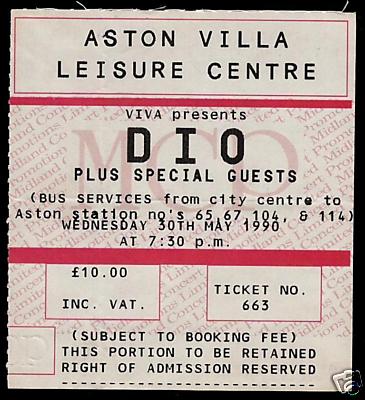 ASTON VILLA
LEISURE CENTRE
VIVA presents
DIO
PLUS SPECIAL GUESTS
(BUS SERVICES from city centre to
Aston station no's 65,67,104, & 114)
WEDNESDAY 30TH MAY 1990
AT 7:30 p.m.
£10.00
INC. VAT.
TICKET NO.
663
(SUBJECT TO BOOKING FEE)
THIS PORTION TO BE RETAINED
RIGHT OF ADMISSION RESERVED
MCP